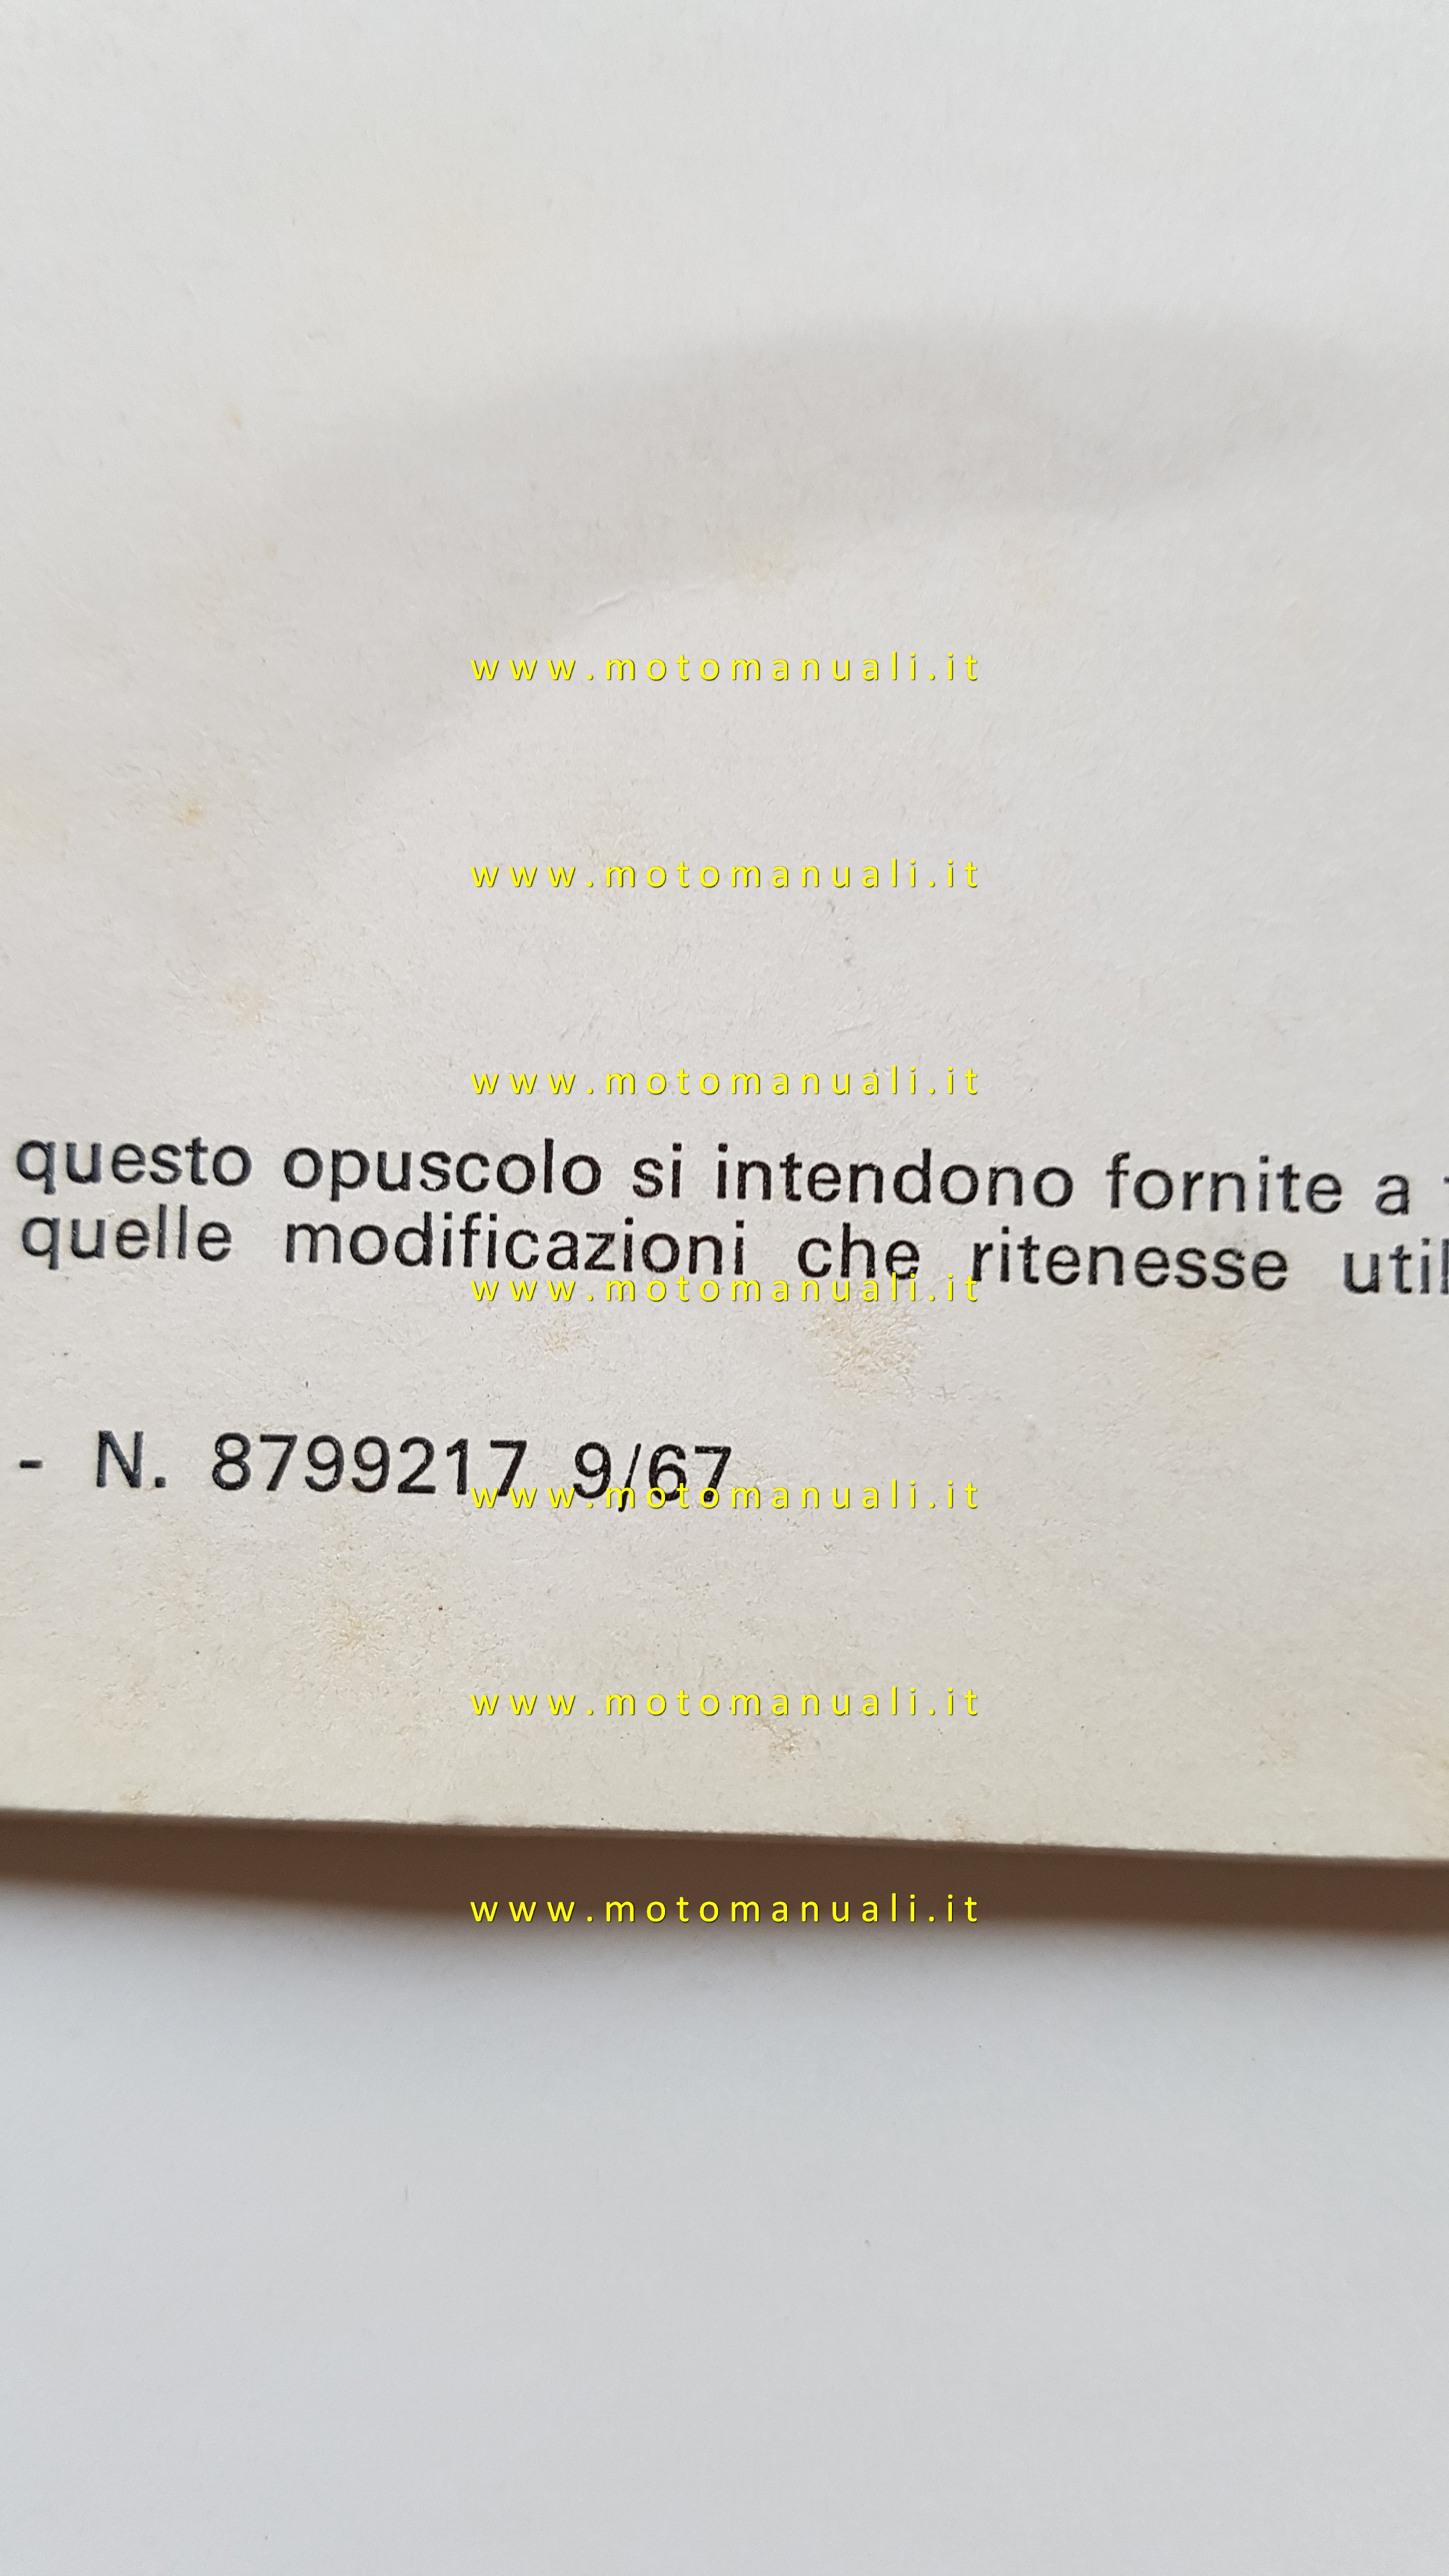 www.motomanuali.it
www.motomanuali.it
www.motomanuali.it
questo opuscolo si intendono fornite a
quelle modificazioni che ritenesse util
www.motomanuali.it
- N. 8799217 9/67
www.motomanuali.it
www.motomanuali.it
www.motomanuali.it